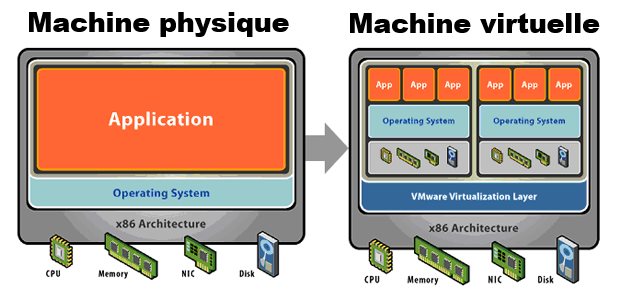 Machine physique
Machine virtuelle
Application
Operating System
x86 Architecture
CPU
Memory
NIC
Disk
App App App
App App App
Operating System
Operating System
VMware Virtualization Layer
x86 Architecture
CPU
Memory
NIC
Disk